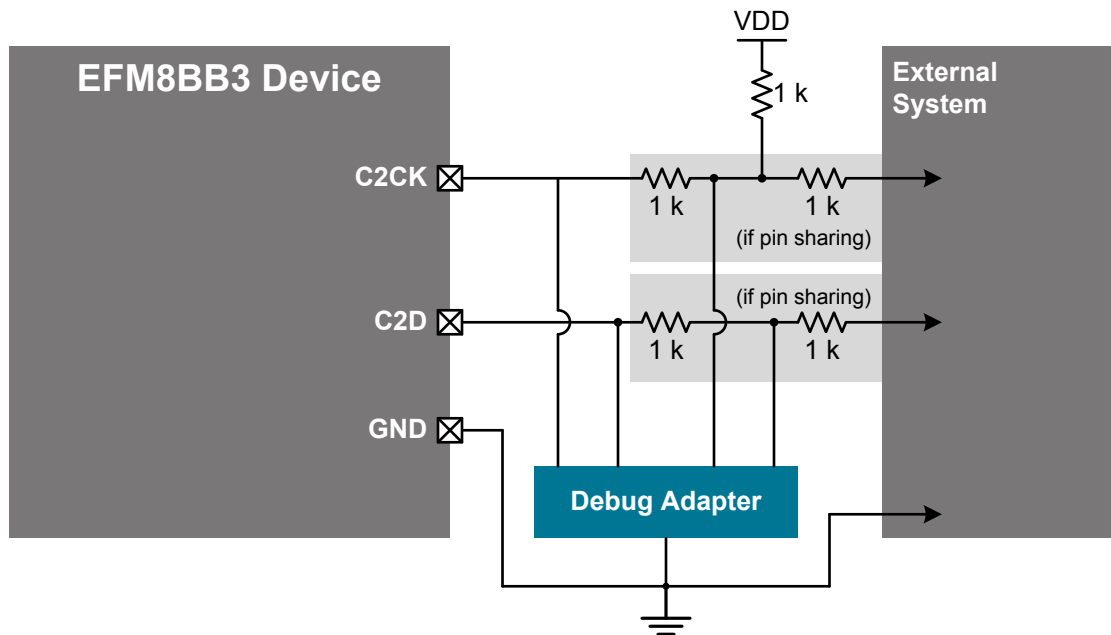 VDD
EFM8BB3 Device
External
System
1 k
C2CK
1 k
1 k
(if pin sharing)
(if pin sharing)
C2D
1 k
1 k
GND
Debug Adapter